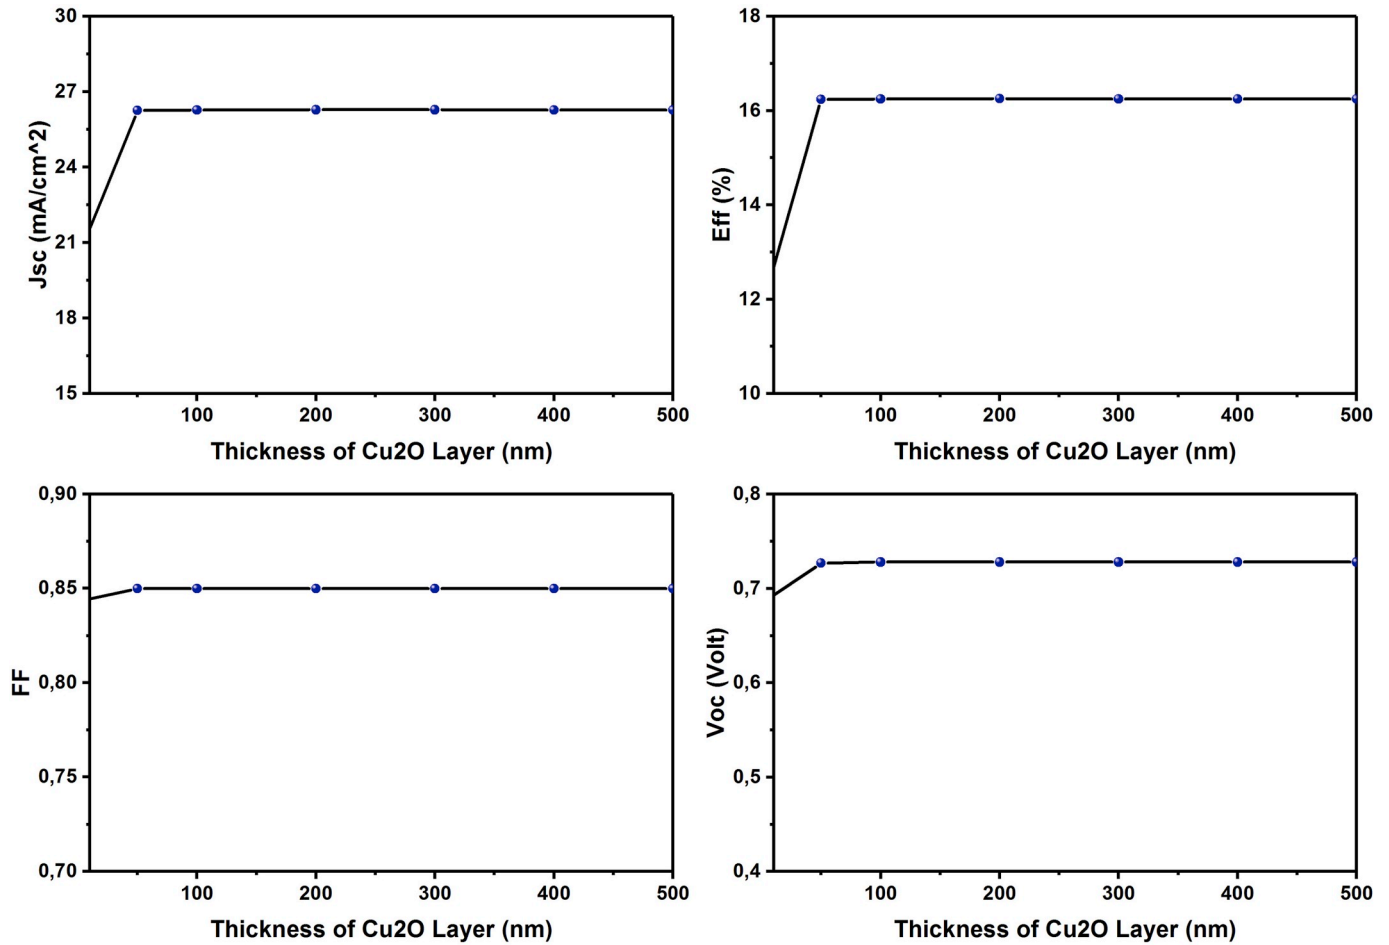 30
27
24
21
18
15
Jsc (mA/cm^2)
100 200 300 400 500
Thickness of Cu2O Layer (nm)
18
16
14
12
10
Eff (%)
100 200 300 400 500
Thickness of Cu2O Layer (nm)
0,90
0,85
0,80
0,75
0,70
FF
100 200 300 400 500
Thickness of Cu2O Layer (nm)
0,8
0,7
0,6
0,5
0,4
Voc (Volt)
100 200 300 400 500
Thickness of Cu2O Layer (nm)